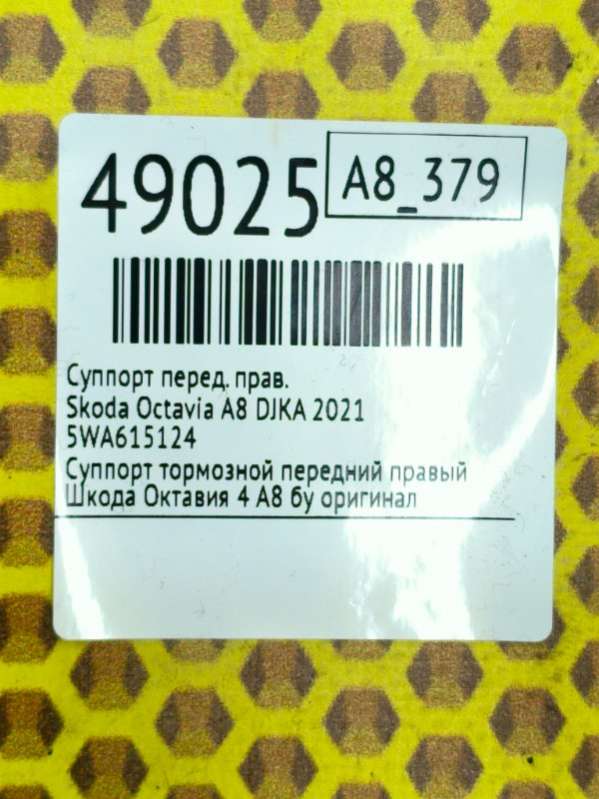 49025
A8_379
Суппорт перед. прав.
Skoda Octavia A8 DJKA 2021
5WA615124
Суппорт тормозной передний правый
Шкода Октавия 4 А8 бу оригинал